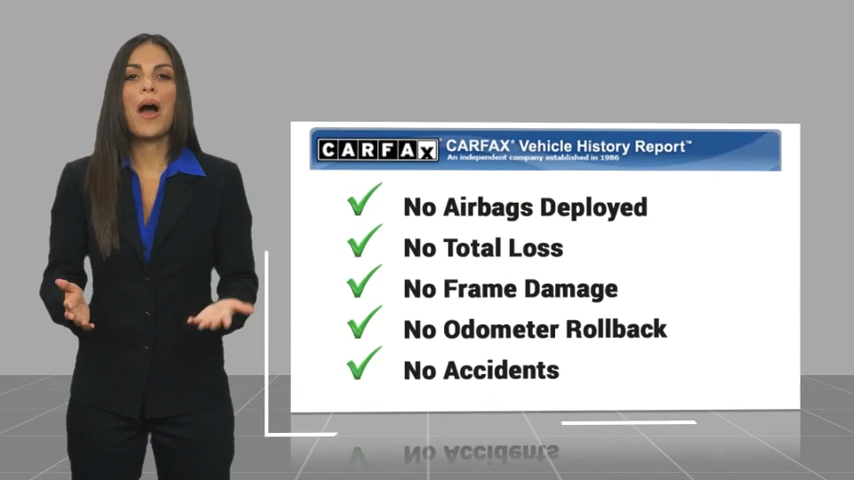 CARFAX
CARFAX® Vehicle History Report™
An independent company established in 1986
No Airbags Deployed
No Total Loss
No Frame Damage
No Odometer Rollback
No Accidents
No Accidents